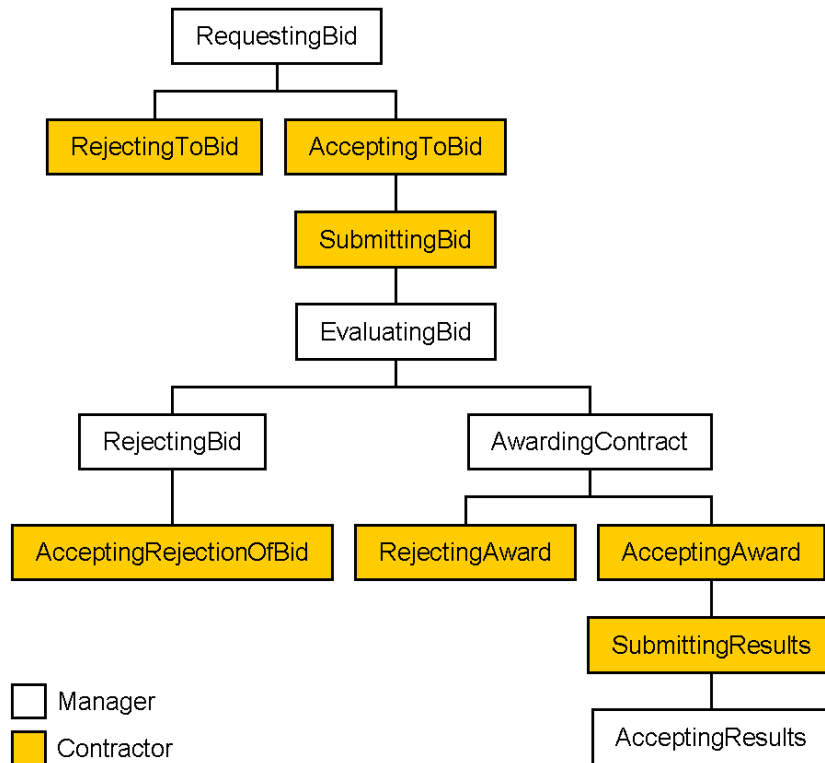 RequestingBid
RejectingToBid
AcceptingToBid
SubmittingBid
EvaluatingBid
RejectingBid
AwardingContract
AcceptingRejectionOfBid
RejectingAward
AcceptingAward
SubmittingResults
AcceptingResults
Manager
Contractor